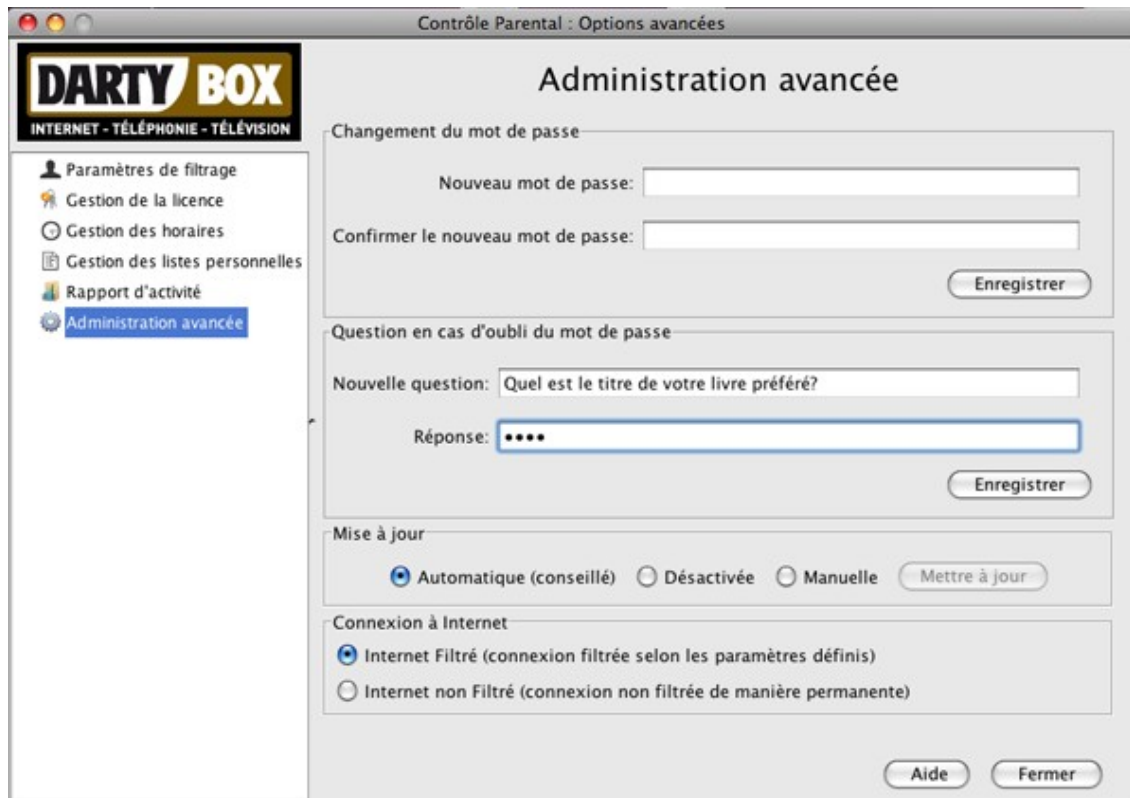 Contrôle Parental : Options avancées
DARTY BOX
INTERNET - TÉLÉPHONIE - TÉLÉVISION
Paramètres de filtrage
Gestion de la licence
Gestion des horaires
Gestion des listes personnelles
Rapport d'activité
Administration avancée
Administration avancée
Changement du mot de passe
Nouveau mot de passe:
Confirmer le nouveau mot de passe:
Enregistrer
Question en cas d'oubli du mot de passe
Nouvelle question: Quel est le titre de votre livre préféré?
Réponse: ••••
Enregistrer
Mise à jour
Automatique (conseillé) Désactivée Manuelle Mettre à jour
Connexion à Internet
Internet Filtré (connexion filtrée selon les paramètres définis)
Internet non Filtré (connexion non filtrée de manière permanente)
Aide Fermer